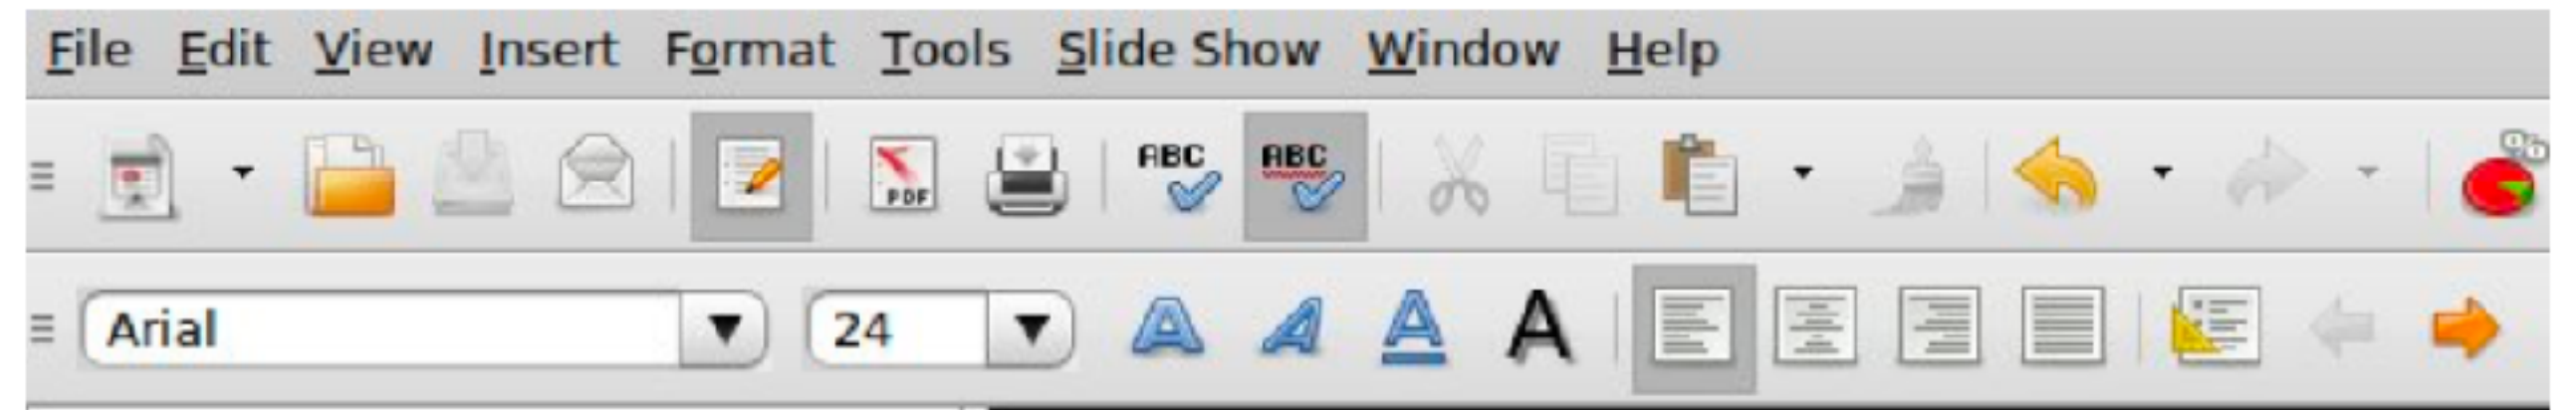 File Edit View Insert Format Tools Slide Show Window Help
PDF ABC ABC
Arial 24 A A A A